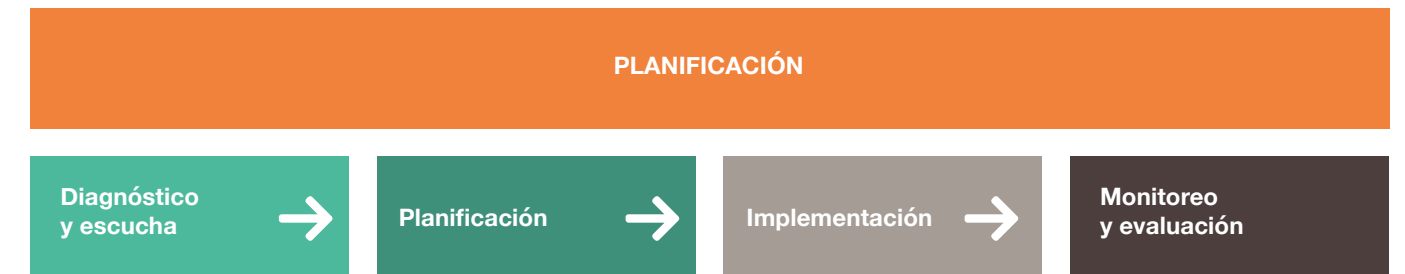 PLANIFICACIÓN
Diagnóstico
y escucha
Planificación
Implementación
Monitoreo
y evaluación